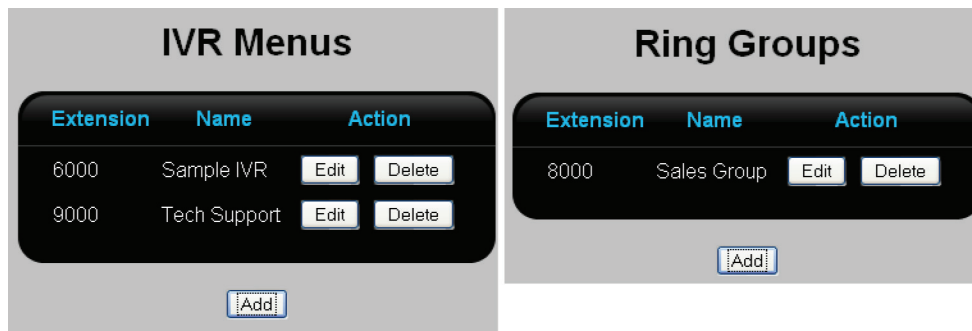 IVR Menus
Extension Name Action
6000 Sample IVR Edit Delete
9000 Tech Support Edit Delete
Add
Ring Groups
Extension Name Action
8000 Sales Group Edit Delete
Add